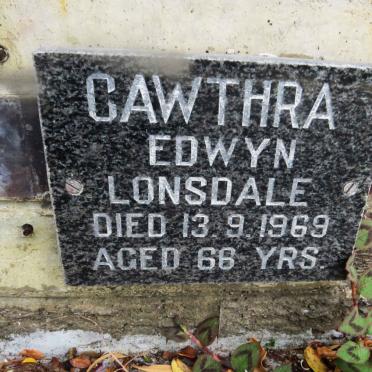 CAWTHRA
EDWYN
LONSDALE
DIED 13.9.1969
AGED 66 YRS.